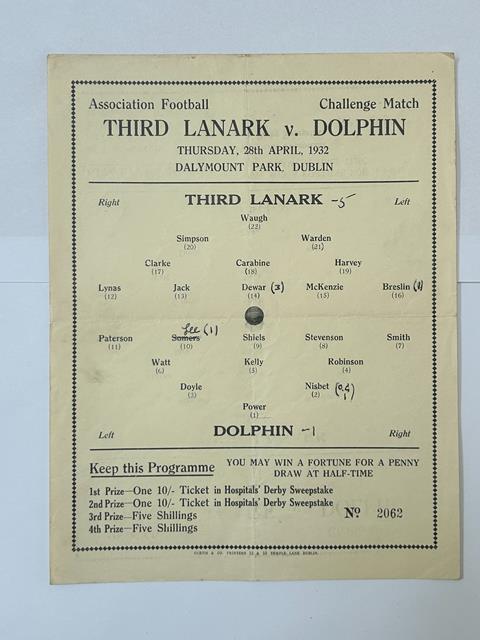 Association Football Challenge Match
THIRD LANARK v. DOLPHIN
THURSDAY, 28th APRIL, 1932
DALYMOUNT PARK, DUBLIN
Right THIRD LANARK -5 Left
Waugh
(22)
Simpson Warden
(20) (21)
Clarke Carabine Harvey
(17) (18) (19)
Lynas Jack Dewar McKenzie Breslin (1)
(12) (13) (14) (15) (16)
Lee (1)
Paterson Somers Shiels Stevenson Smith
(11) (10) (9) (8) (7)
Watt Kelly Robinson
(6) (5) (4)
Doyle Nisbet
(3) (2)
Power
(1)
Left DOLPHIN -1 Right
Keep this Programme YOU MAY WIN A FORTUNE FOR A PENNY
DRAW AT HALF-TIME
1st Prize—One 10/- Ticket in Hospitals' Derby Sweepstake
2nd Prize—One 10/- Ticket in Hospitals' Derby Sweepstake
3rd Prize—Five Shillings No 2062
4th Prize—Five Shillings
& CO. PRINTERS TEMPLE LANE DUBLIN.